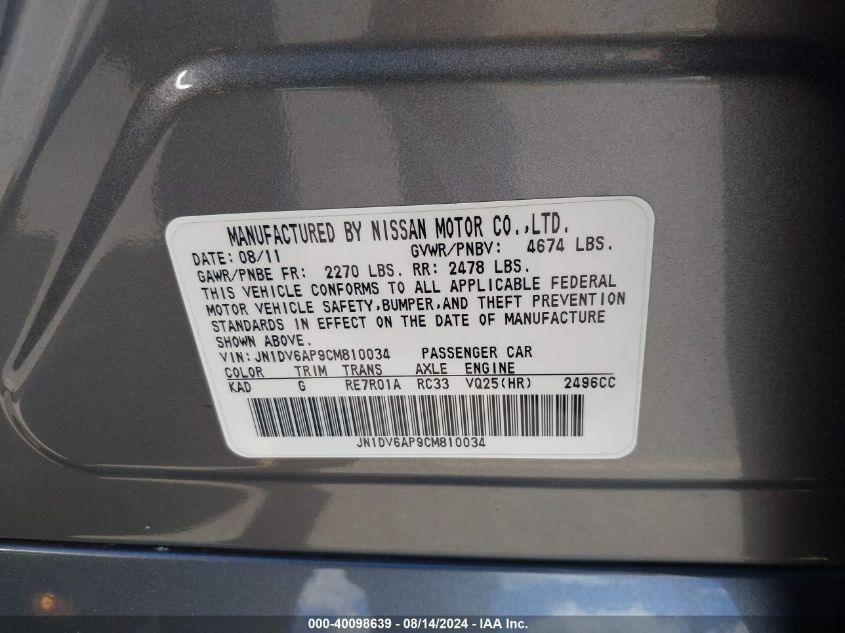 MANUFACTURED BY NISSAN MOTOR CO.,LTD.
DATE: 08/11 GVWR/PNBV: 4674 LBS.
GAWR/PNBE FR: 2270 LBS. RR: 2478 LBS.
THIS VEHICLE CONFORMS TO ALL APPLICABLE FEDERAL
MOTOR VEHICLE SAFETY,BUMPER,AND THEFT PREVENTION
STANDARDS IN EFFECT ON THE DATE OF MANUFACTURE
SHOWN ABOVE.
VIN: JN1DV6AP9CM810034 PASSENGER CAR
COLOR TRIM TRANS AXLE ENGINE
KAD G RE7R01A RC33 VQ25(HR) 2496CC
JN1DV6AP9CM810034
000-40098639 - 08/14/2024 - IAA Inc.